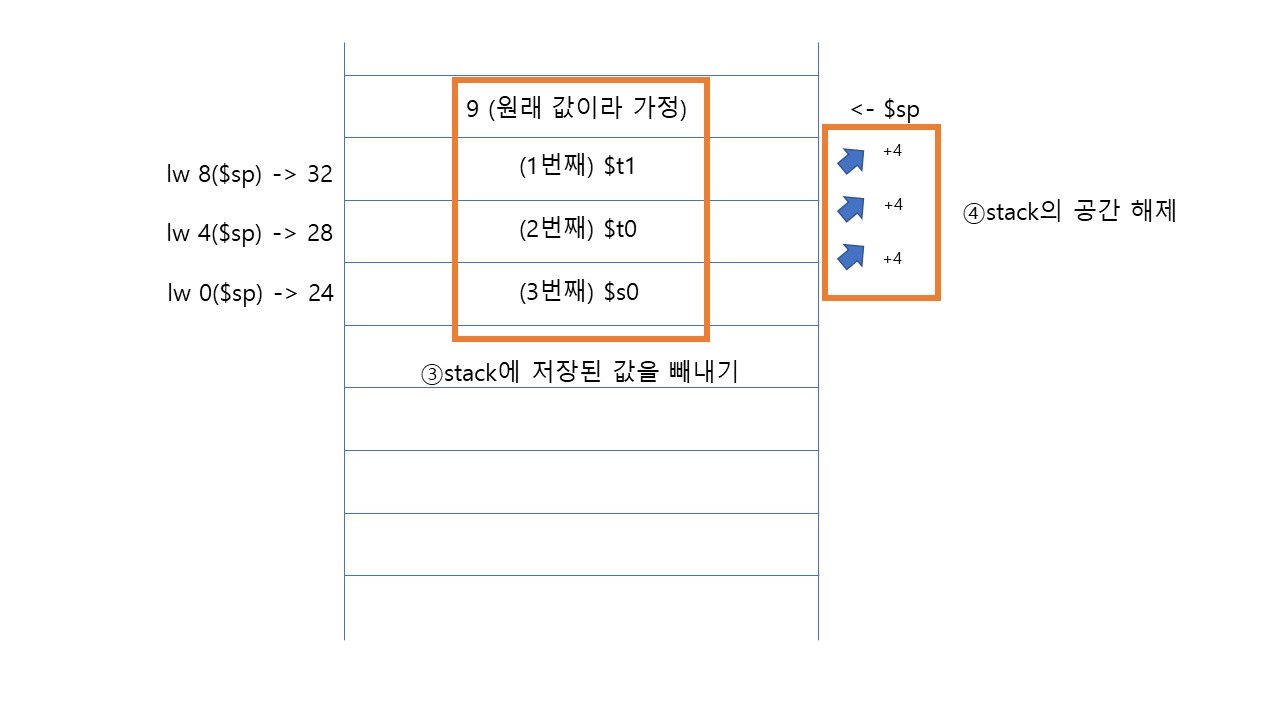 9 (원래 값이라 가정)
<- $sp
+4
lw 8($sp) -> 32
(1번째) $t1
+4
④stack의 공간 해제
lw 4($sp) -> 28
(2번째) $t0
+4
lw 0($sp) -> 24
(3번째) $s0
③stack에 저장된 값을 빼내기